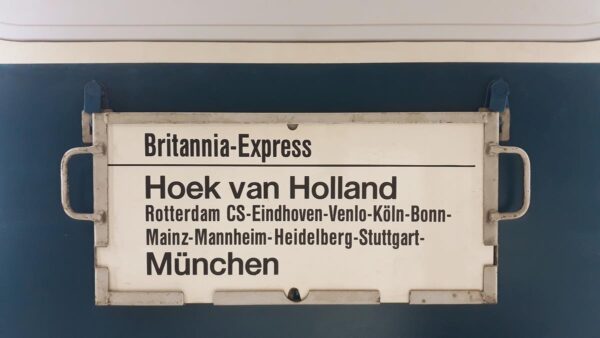 Britannia-Express
Hoek van Holland
Rotterdam CS-Eindhoven-Venlo-Köln-Bonn-
Mainz-Mannheim-Heidelberg-Stuttgart-
München